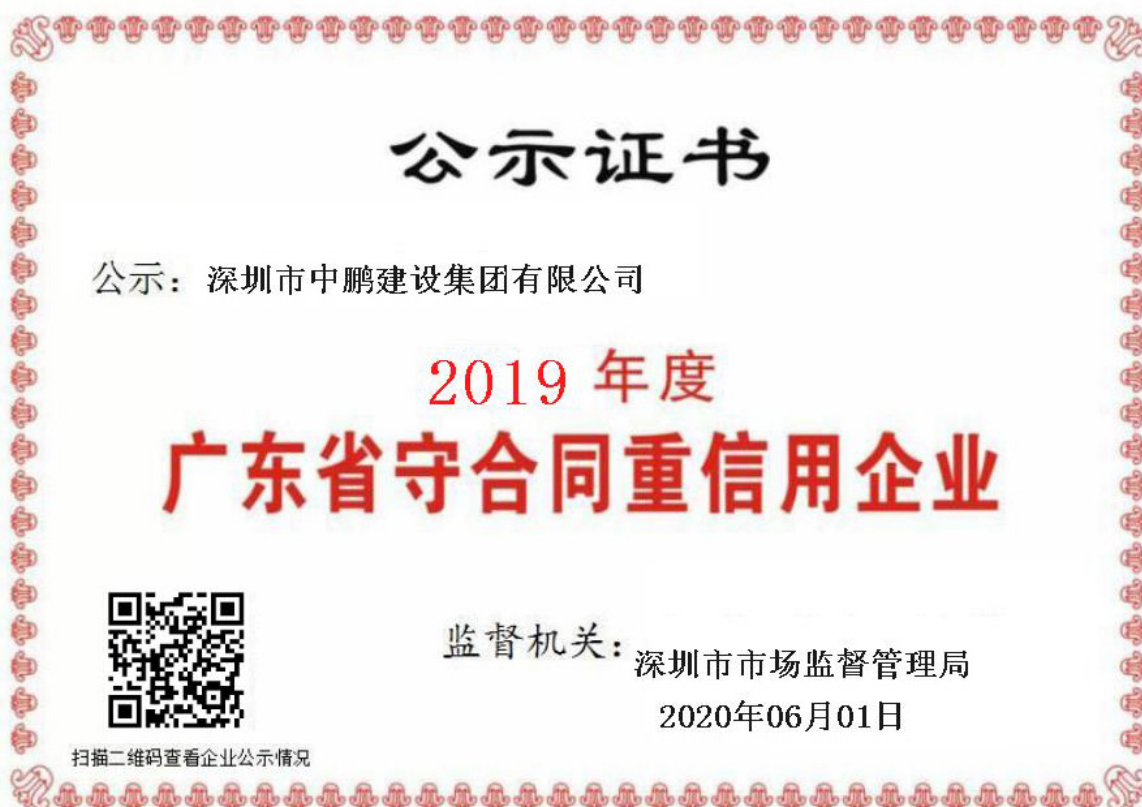 公示证书
公示：深圳市中鹏建设集团有限公司
2019 年度
广东省守合同重信用企业
监督机关：深圳市市场监督管理局
2020年06月01日
扫描二维码查看企业公示情况